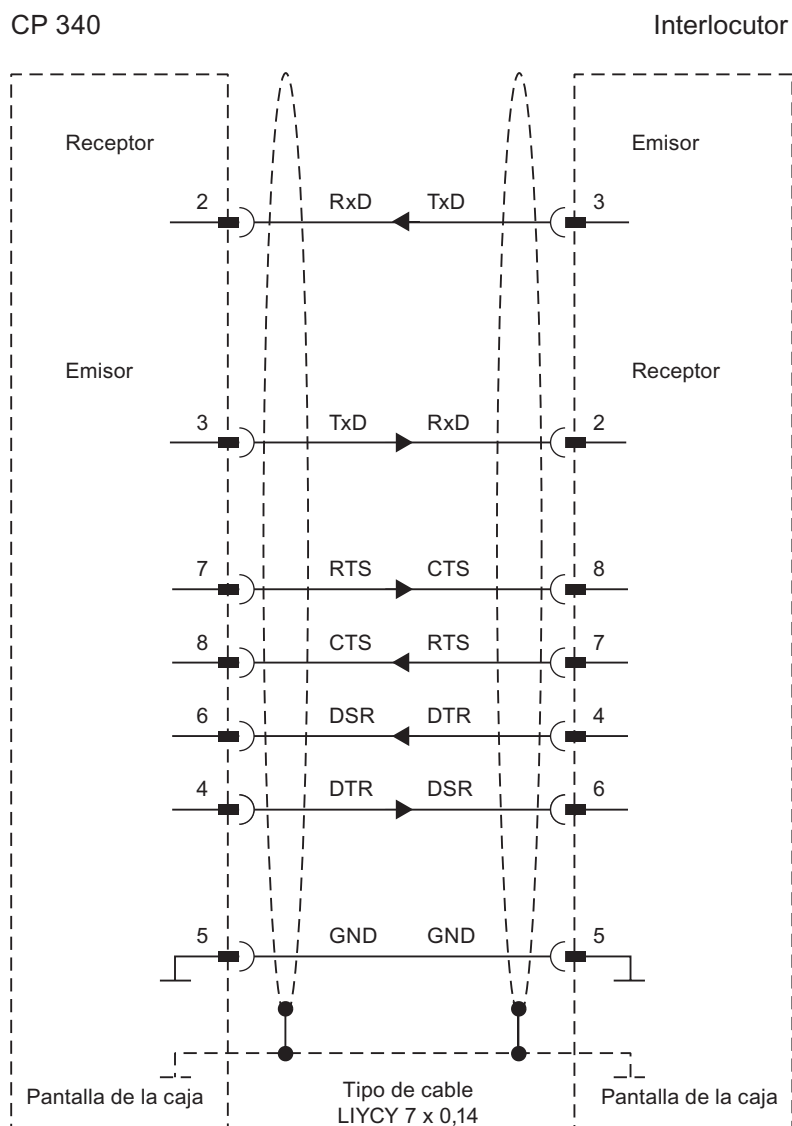 CP 340 Interlocutor
Receptor Emisor
2 RxD TxD 3
Emisor Receptor
3 TxD RxD 2
7 RTS CTS 8
8 CTS RTS 7
6 DSR DTR 4
4 DTR DSR 6
5 GND GND 5
Pantalla de la caja Tipo de cable Pantalla de la caja
LIYCY 7 x 0,14